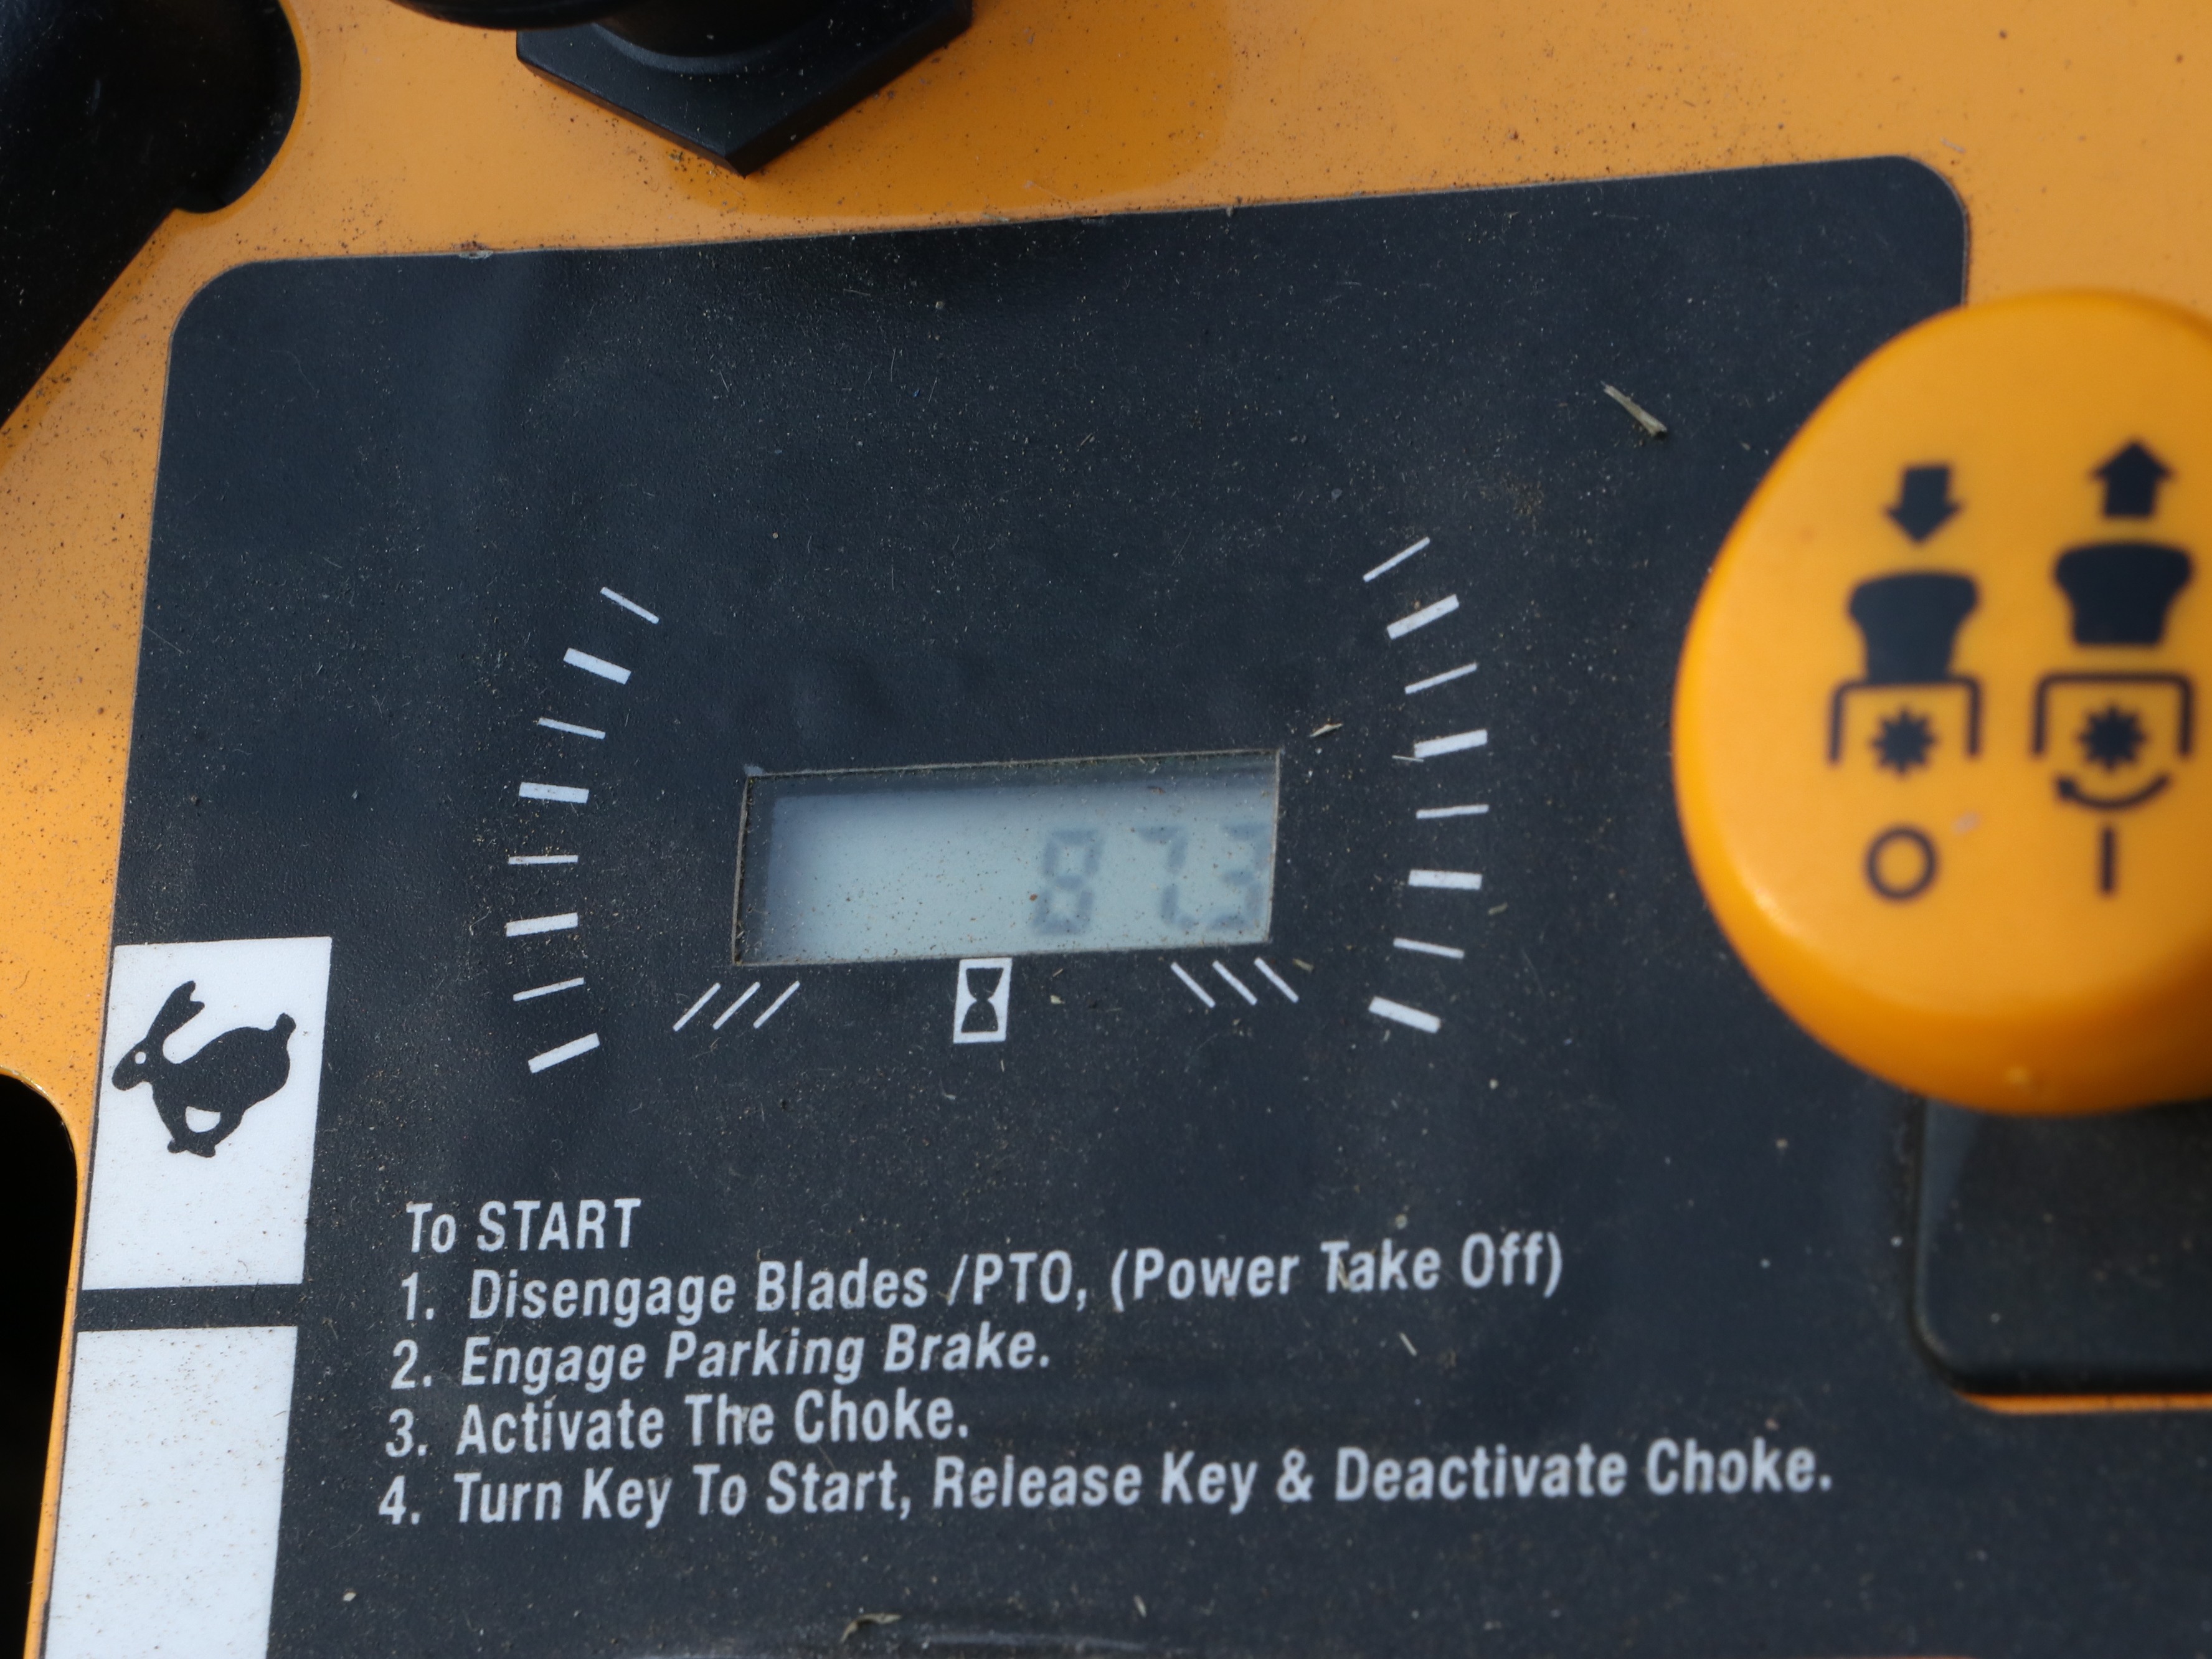 87.3
To START
1. Disengage Blades /PTO, (Power Take Off)
2. Engage Parking Brake.
3. Activate The Choke.
4. Turn Key To Start, Release Key & Deactivate Choke.